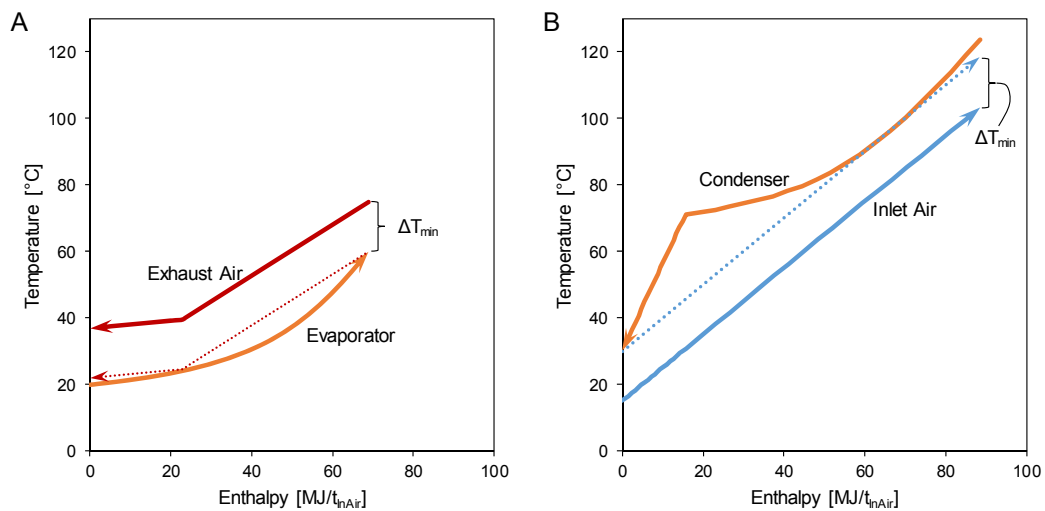 A
120
100
80
60
40
20
0
Temperature [°C]
Exhaust Air
Evaporator
ΔTmin
0 20 40 60 80 100
Enthalpy [MJ/tInAir]
B
120
100
80
60
40
20
0
Temperature [°C]
Condenser
Inlet Air
ΔTmin
0 20 40 60 80 100
Enthalpy [MJ/tInAir]